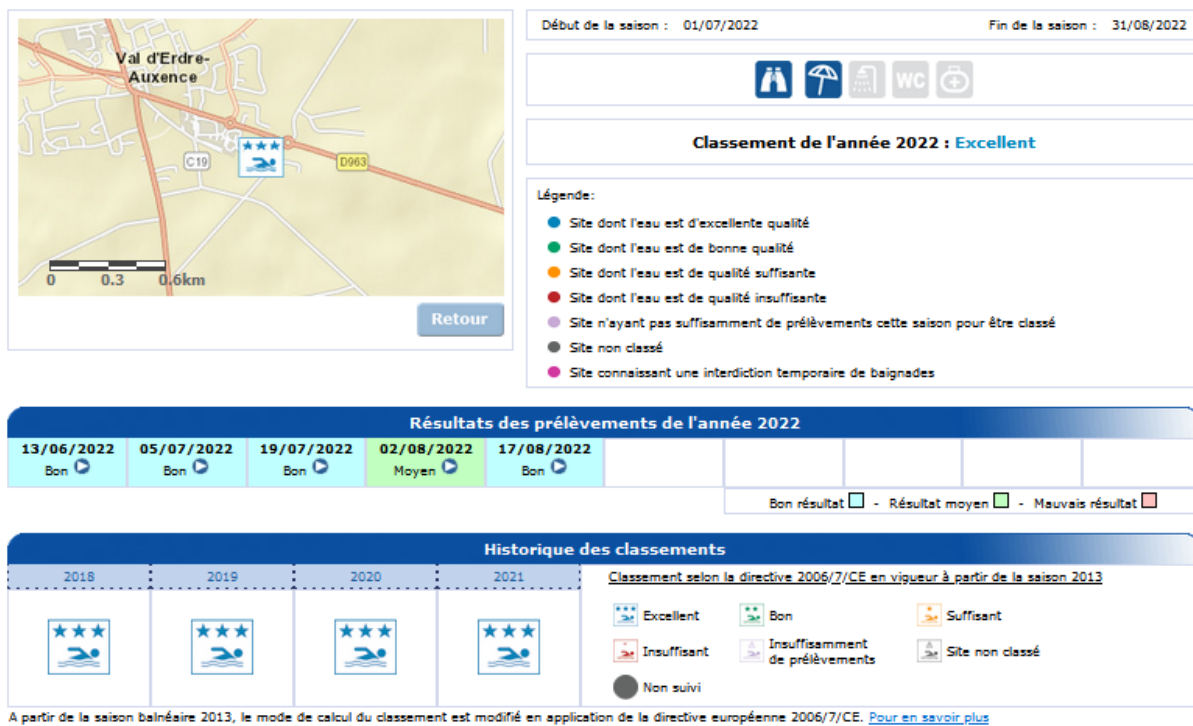 Val d'Erdre-
Auxence
C19
D963
0 0.3 0.6km
Retour
Début de la saison : 01/07/2022 Fin de la saison : 31/08/2022
WC
Classement de l'année 2022 : Excellent
Légende:
Site dont l'eau est d'excellente qualité
Site dont l'eau est de bonne qualité
Site dont l'eau est de qualité suffisante
Site dont l'eau est de qualité insuffisante
Site n'ayant pas suffisamment de prélèvements cette saison pour être classé
Site non classé
Site connaissant une interdiction temporaire de baignades
Résultats des prélèvements de l'année 2022
13/06/2022 05/07/2022 19/07/2022 02/08/2022 17/08/2022
Bon Bon Bon Moyen Bon
Bon résultat - Résultat moyen - Mauvais résultat
Historique des classements
2018 2019 2020 2021
Classement selon la directive 2006/7/CE en vigueur à partir de la saison 2013
Excellent Bon Suffisant
Insuffisant Insuffisamment de prélèvements Site non classé
Non suivi
A partir de la saison balnéaire 2013, le mode de calcul du classement est modifié en application de la directive européenne 2006/7/CE. Pour en savoir plus